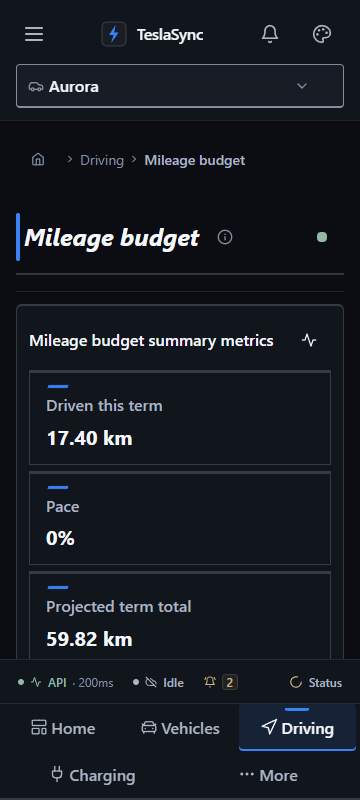 TeslaSync
Aurora
Driving > Mileage budget
Mileage budget
Mileage budget summary metrics
Driven this term
17.40 km
Pace
0%
Projected term total
59.82 km
API · 200ms Idle 2 Status
Home Vehicles Driving
Charging More